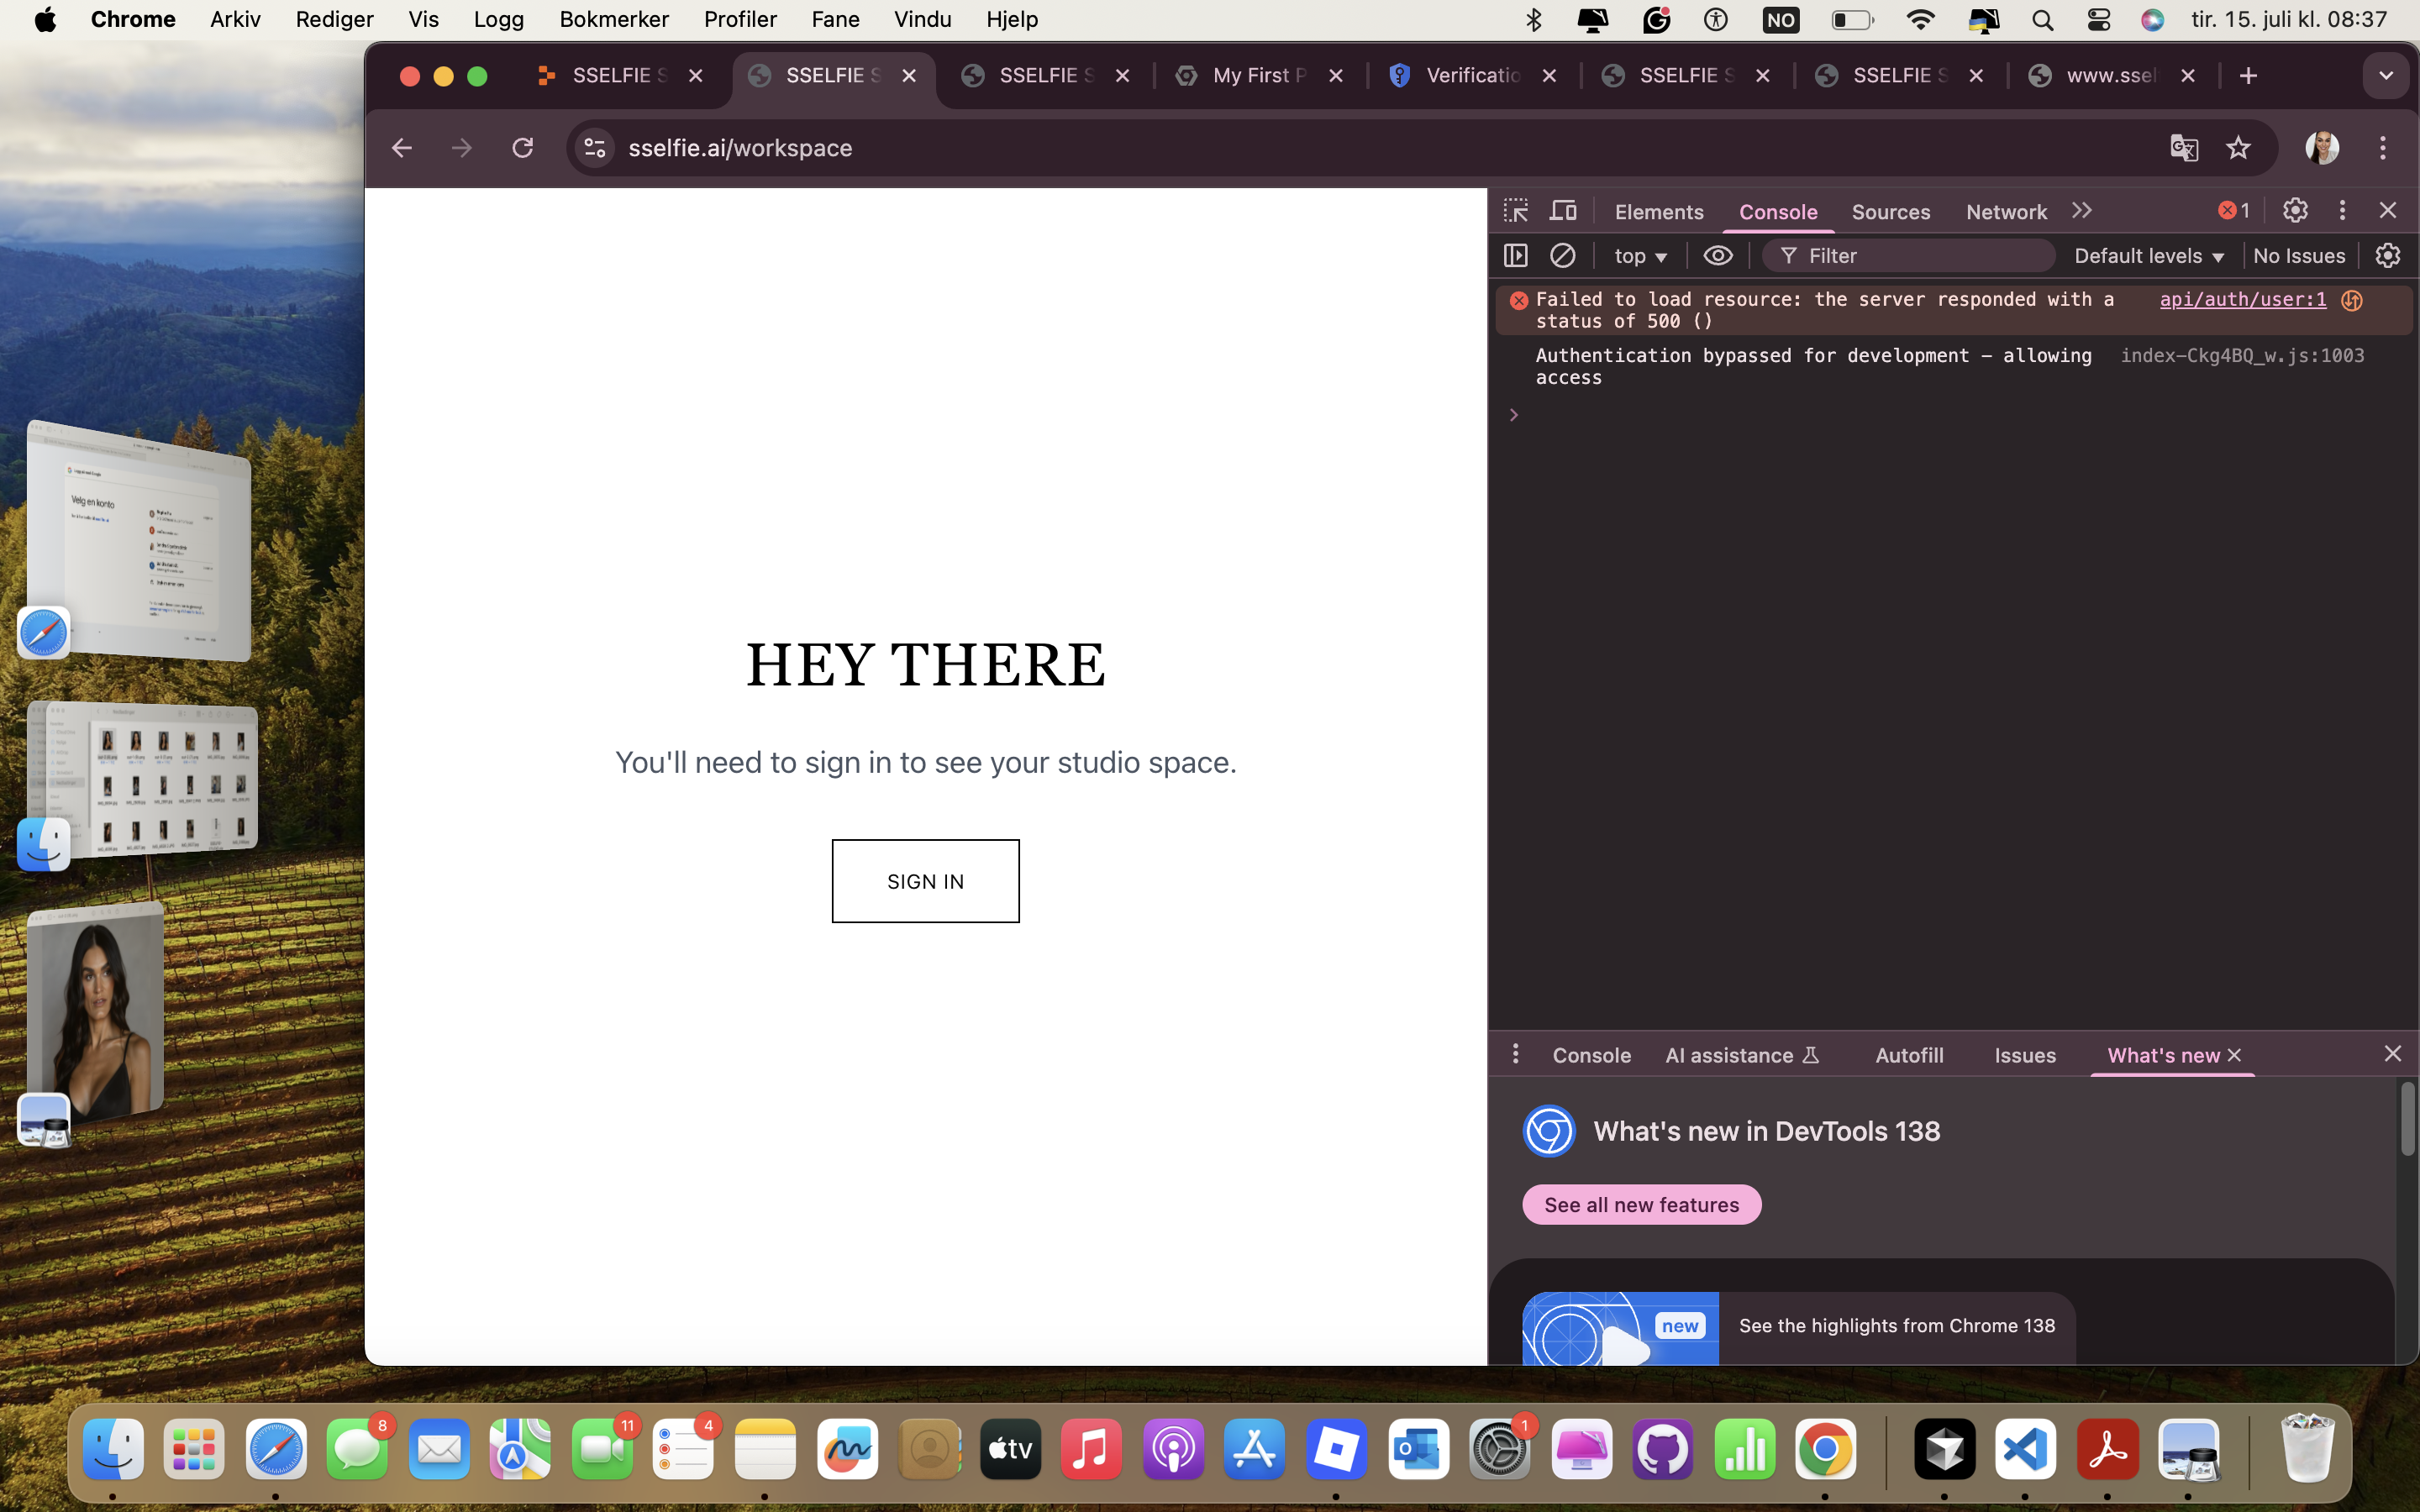 Chrome Arkiv Rediger Vis Logg Bokmerker Profiler Fane Vindu Hjelp NO tir. 15. juli kl. 08:37
SSELFIE S SSELFIE S SSELFIE S My First P Verificatio SSELFIE S SSELFIE S www.ssel
sselfie.ai/workspace
Elements Console Sources Network 1
top Filter Default levels No Issues
Failed to load resource: the server responded with a api/auth/user:1
status of 500 ()
Authentication bypassed for development – allowing index-Ckg4BQ_w.js:1003
access
Velg en konto
HEY THERE
You'll need to sign in to see your studio space.
SIGN IN
Console AI assistance Autofill Issues What's new
What's new in DevTools 138
See all new features
new See the highlights from Chrome 138
8 11 4 tv 1